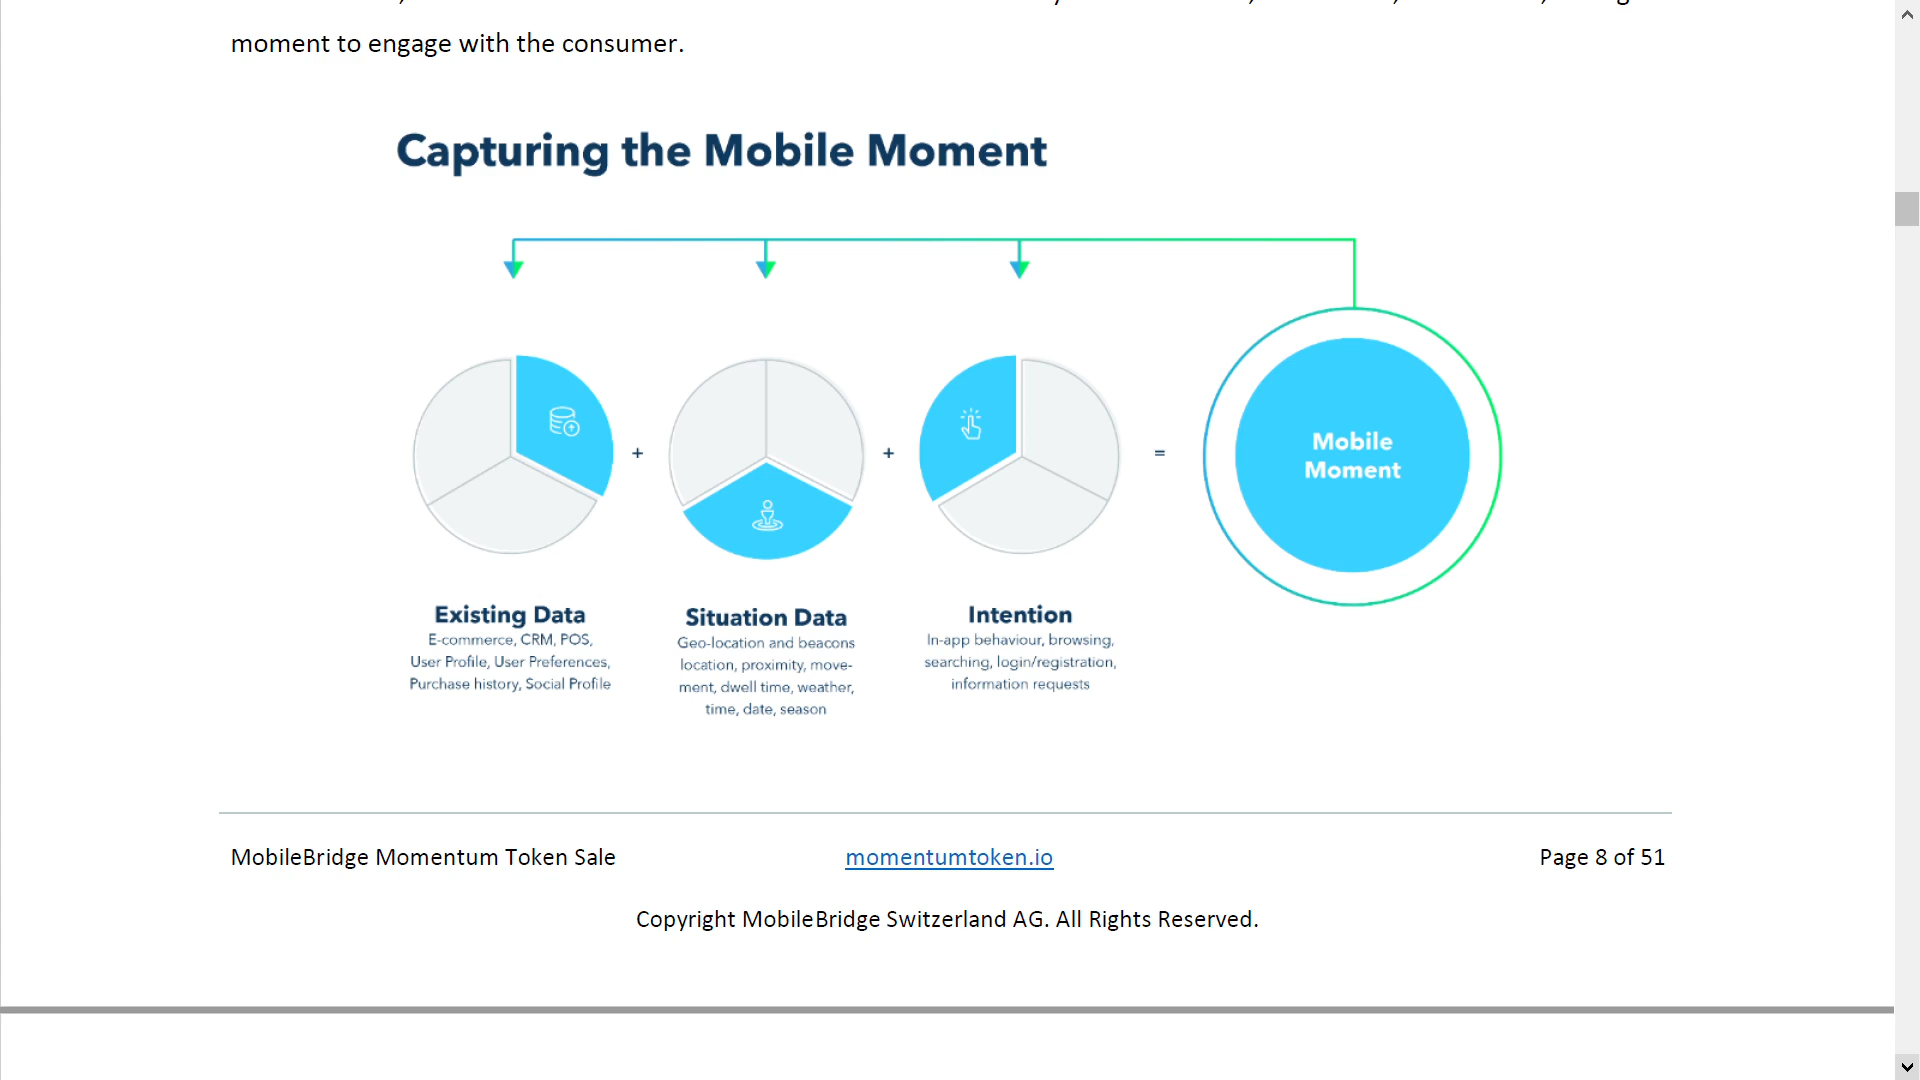 moment to engage with the consumer.
Capturing the Mobile Moment
+
+
=
Mobile
Moment
Existing Data
E-commerce, CRM, POS,
User Profile, User Preferences,
Purchase history, Social Profile
Situation Data
Geo-location and beacons
location, proximity, move-
ment, dwell time, weather,
time, date, season
Intention
In-app behaviour, browsing,
searching, login/registration,
information requests
MobileBridge Momentum Token Sale momentumtoken.io Page 8 of 51
Copyright MobileBridge Switzerland AG. All Rights Reserved.